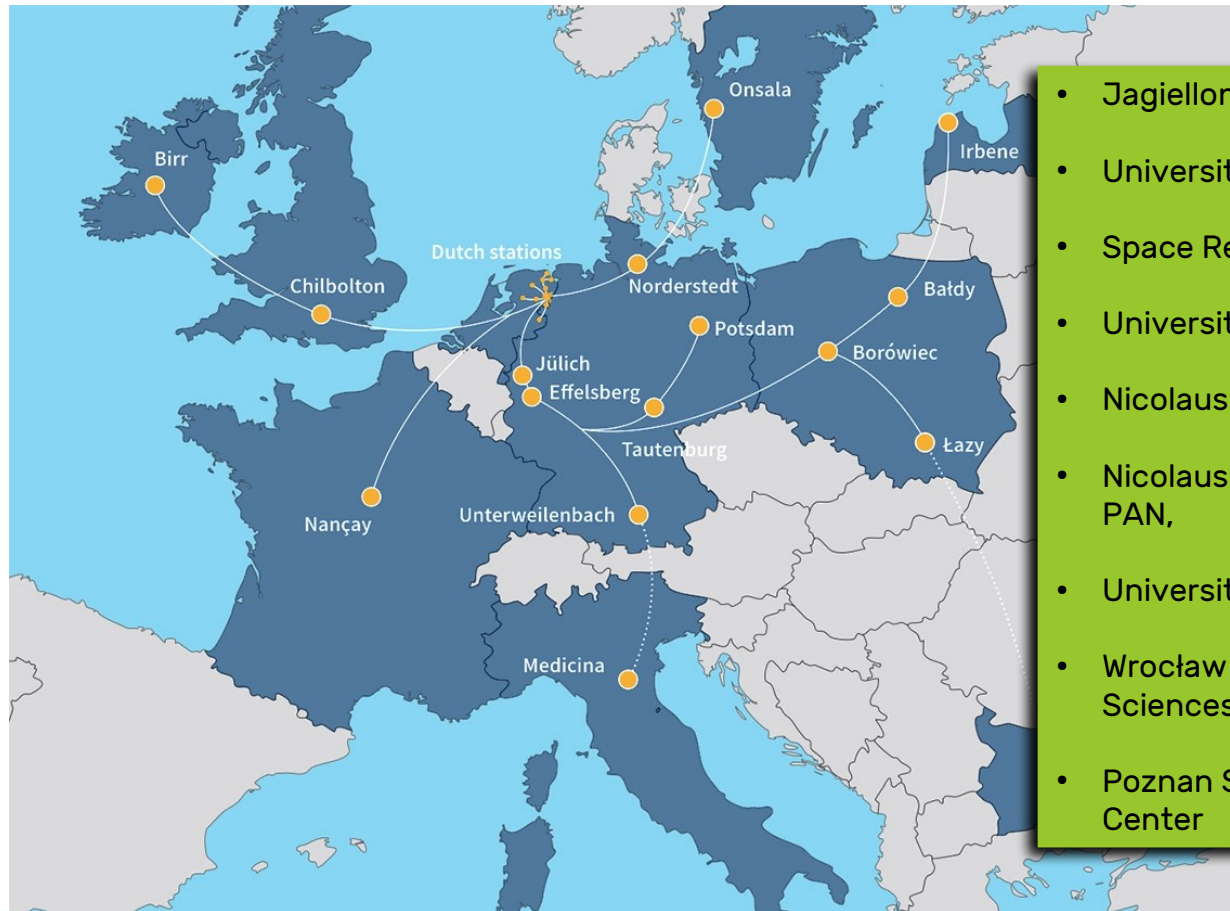 Onsala
Birr
Irbene
Dutch stations
Chilbolton
Norderstedt
Bałdy
Potsdam
Borówiec
Jülich
Effelsberg
Tautenburg
Łazy
Nançay
Unterweilenbach
Medicina
• Jagiellon
• Universit
• Space Re
• Universit
• Nicolaus
• Nicolaus
PAN,
• Universit
• Wrocław
Sciences
• Poznan S
Center